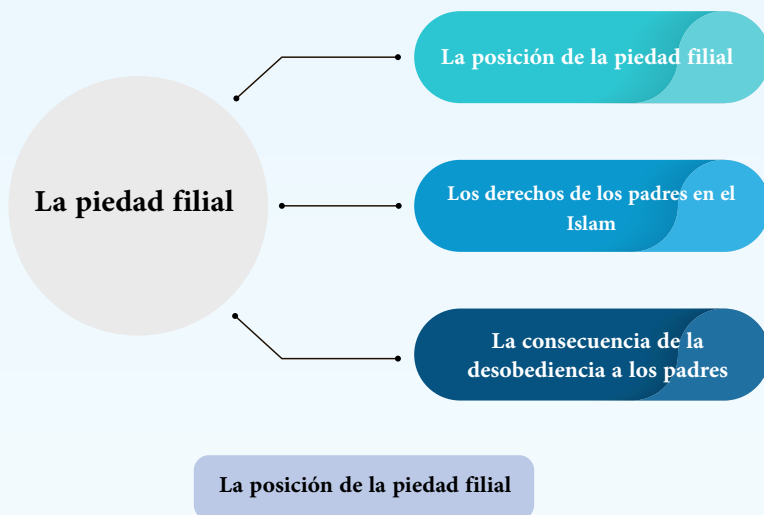 La piedad filial
La posición de la piedad filial
Los derechos de los padres en el
Islam
La consecuencia de la
desobediencia a los padres
La posición de la piedad filial